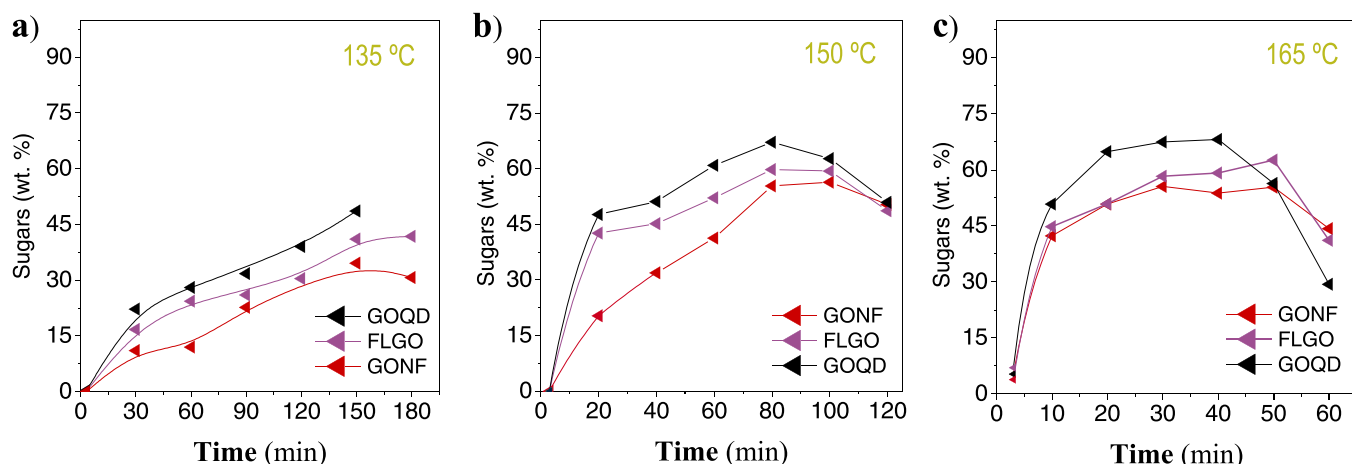 a)
135 ºC
Sugars (wt. %)
90
75
60
45
30
15
0
GOQD
FLGO
GONF
0 30 60 90 120 150 180
Time (min)
b)
150 ºC
Sugars (wt. %)
90
75
60
45
30
15
0
GONF
FLGO
GOQD
0 20 40 60 80 100 120
Time (min)
c)
165 ºC
Sugars (wt. %)
90
75
60
45
30
15
0
GONF
FLGO
GOQD
0 10 20 30 40 50 60
Time (min)